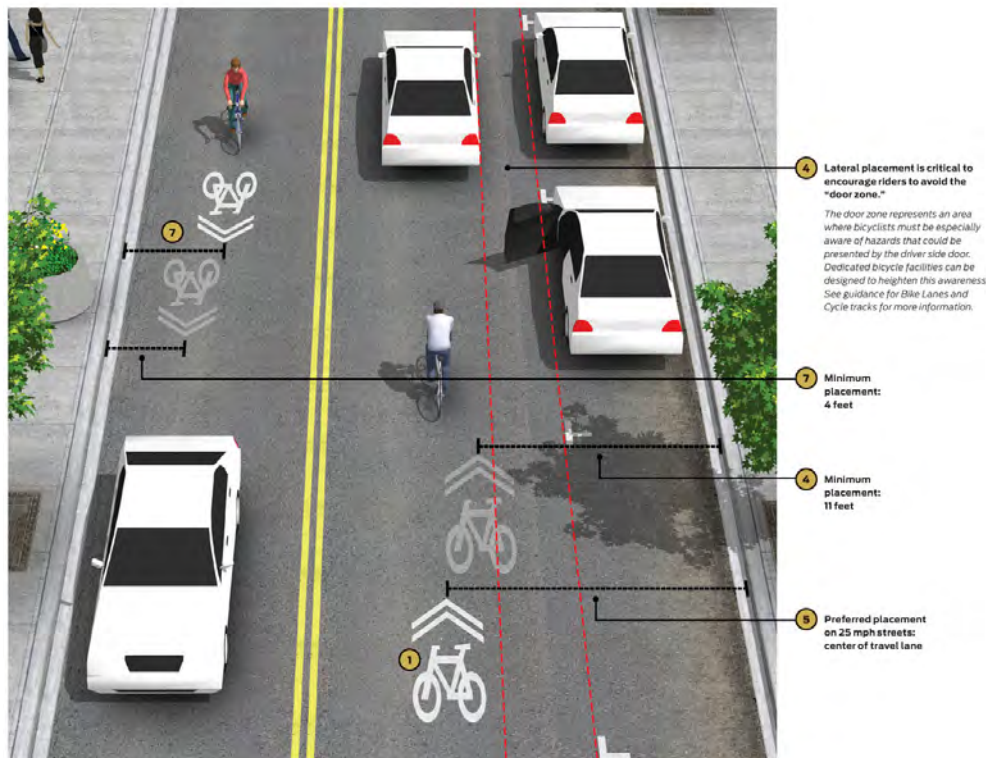 4 Lateral placement is critical to
encourage riders to avoid the
“door zone.”
The door zone represents an area
where bicyclists must be especially
aware of hazards that could be
presented by the driver side door.
Dedicated bicycle facilities can be
designed to heighten this awareness
See guidance for Bike Lanes and
Cycle tracks for more information.
7
7 Minimum
placement:
4 feet
4 Minimum
placement:
11 feet
5 Preferred placement
on 25 mph streets:
center of travel lane
1